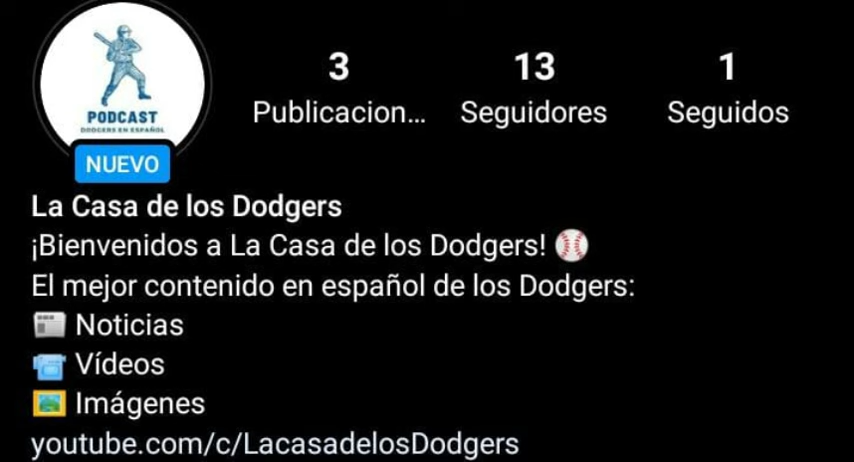 PODCAST
DODGERS EN ESPAÑOL
NUEVO
3 13 1
Publicacion... Seguidores Seguidos
La Casa de los Dodgers
¡Bienvenidos a La Casa de los Dodgers! ⚾
El mejor contenido en español de los Dodgers:
📰 Noticias
📹 Vídeos
🖼️ Imágenes
youtube.com/c/LacasadelosDodgers